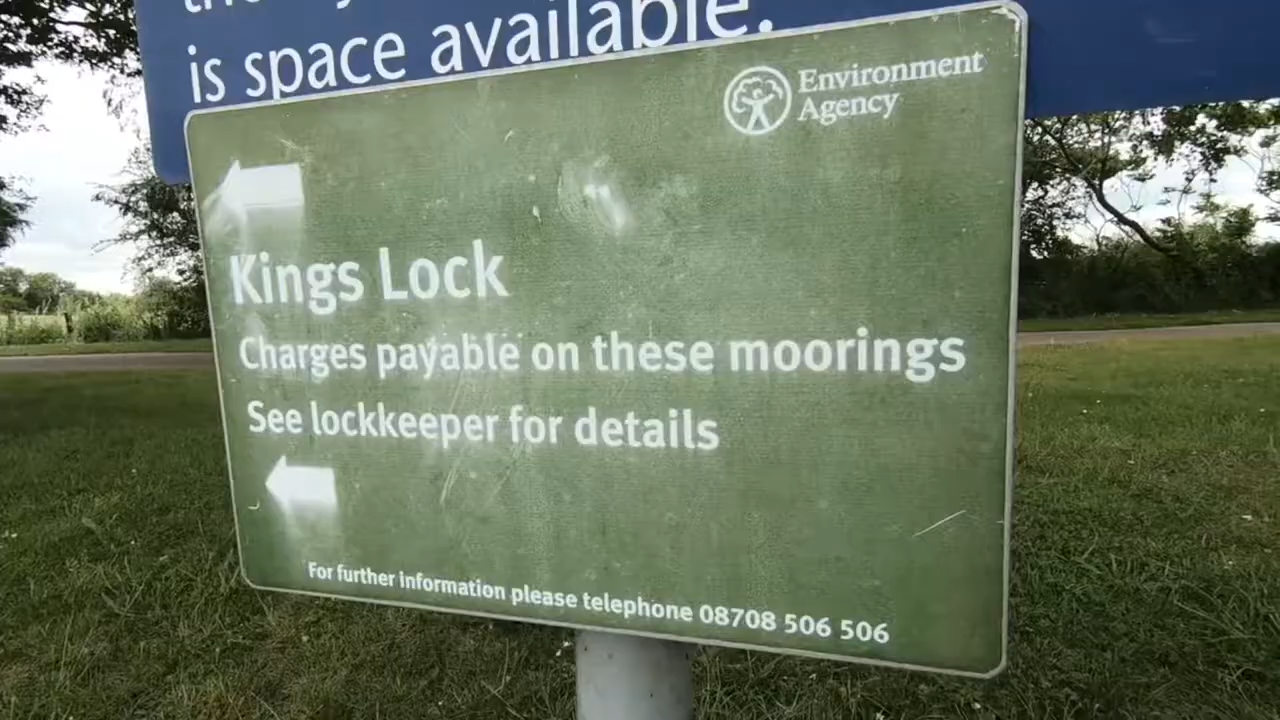 is space available.
Environment
Agency
Kings Lock
Charges payable on these moorings
See lockkeeper for details
For further information please telephone 08708 506 506